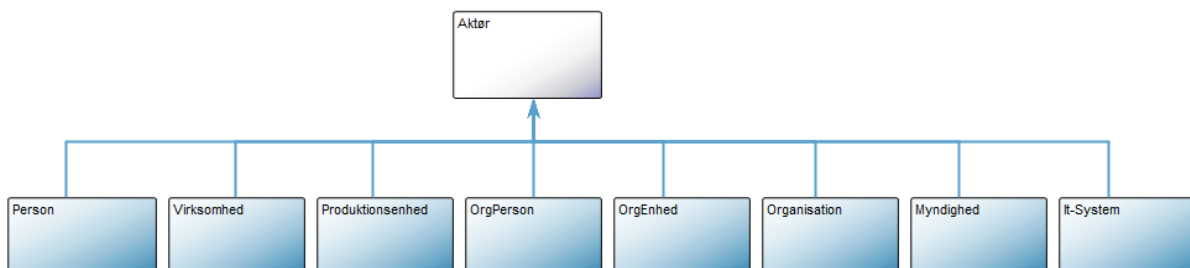 Aktør
Person
Virksomhed
Produktionsenhed
OrgPerson
OrgEnhed
Organisation
Myndighed
It-System